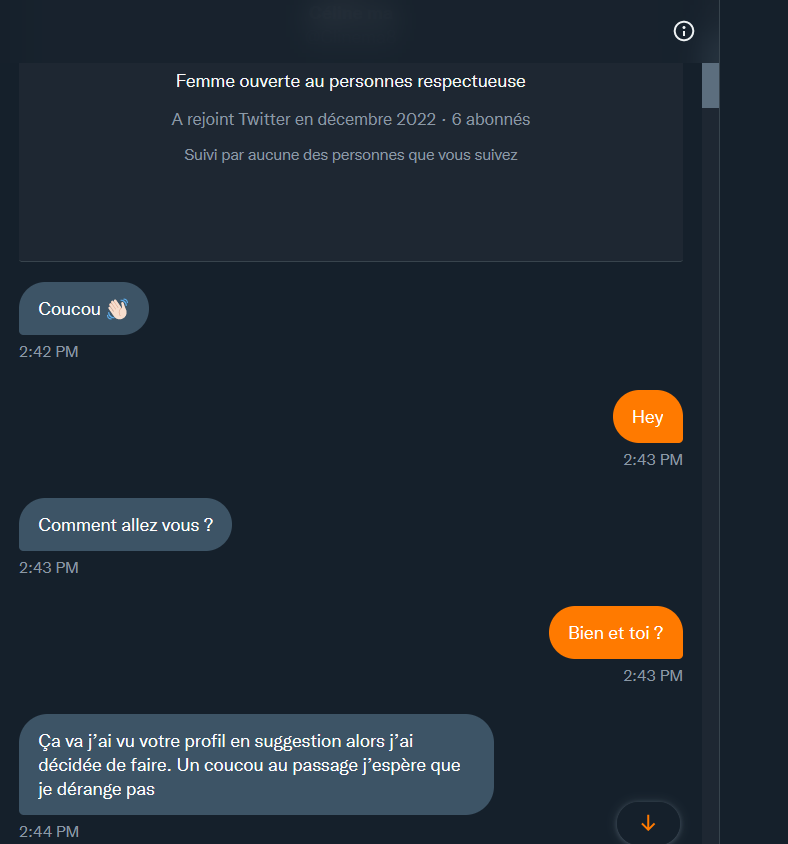 Femme ouverte au personnes respectueuse
A rejoint Twitter en décembre 2022 · 6 abonnés
Suivi par aucune des personnes que vous suivez
Coucou 👋🏻
2:42 PM
Hey
2:43 PM
Comment allez vous ?
2:43 PM
Bien et toi ?
2:43 PM
Ça va j’ai vu votre profil en suggestion alors j’ai
décidée de faire. Un coucou au passage j’espère que
je dérange pas
2:44 PM